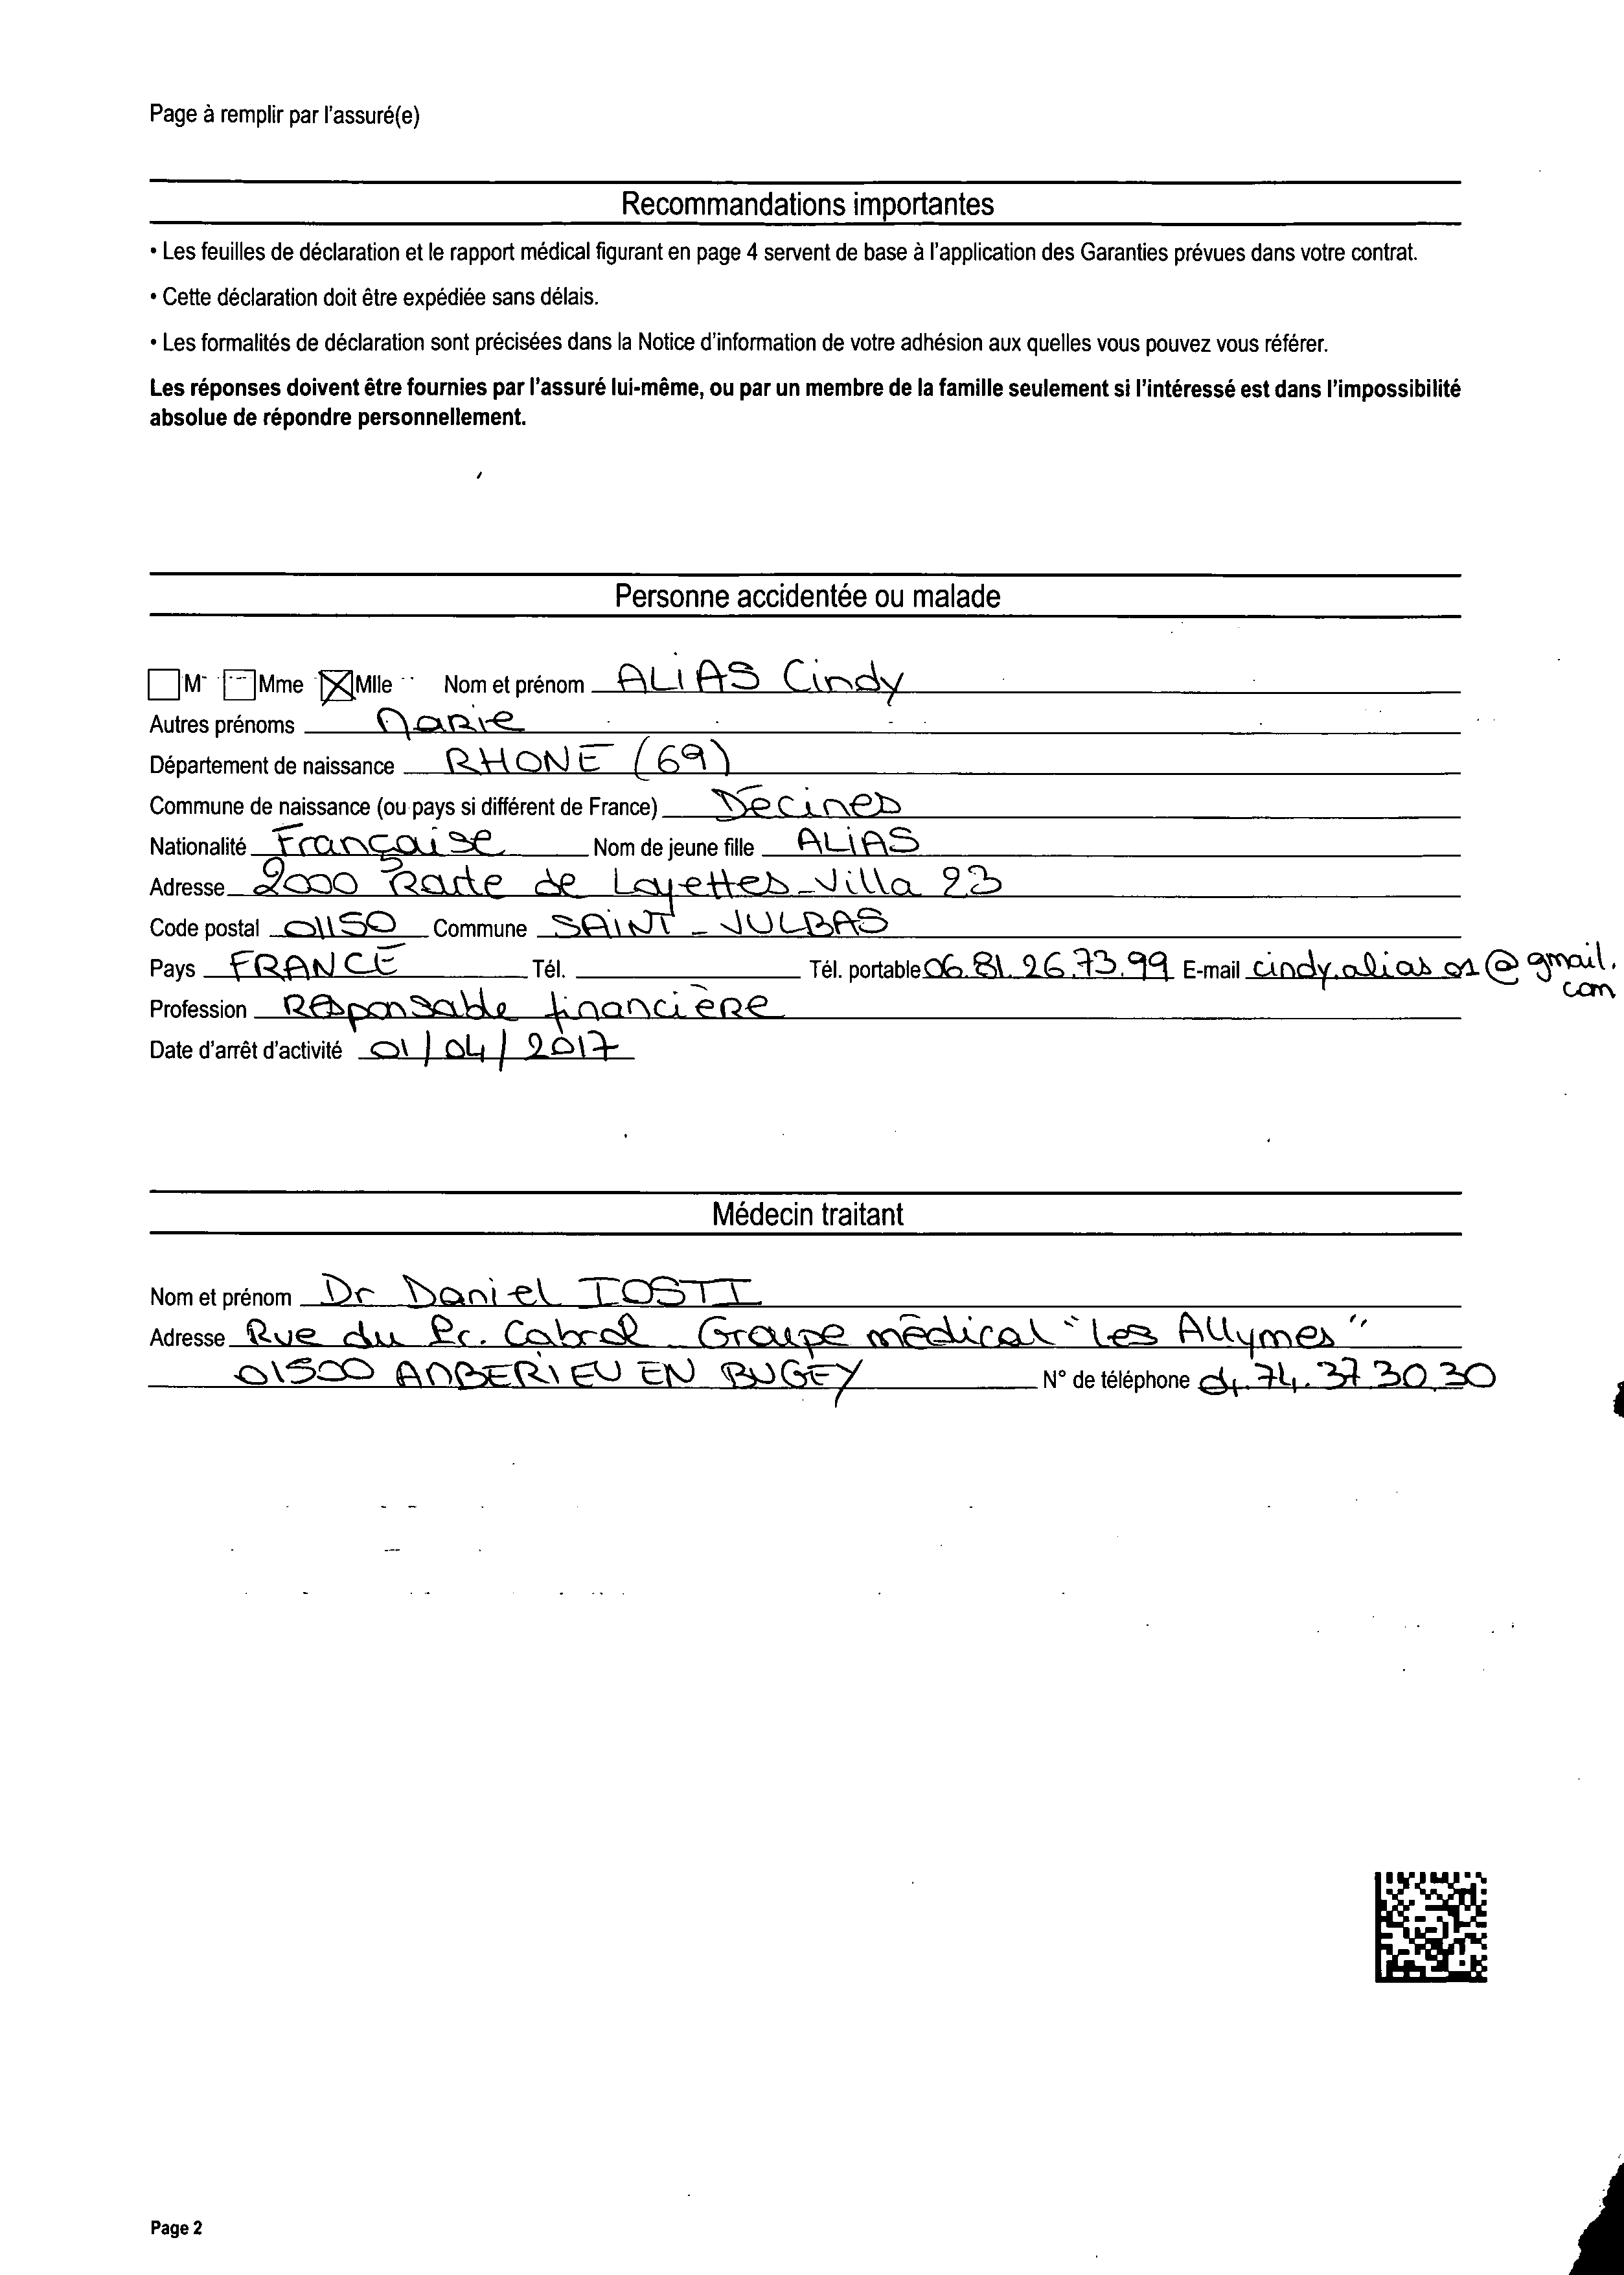 Page à remplir par l'assuré(e)
Recommandations importantes
• Les feuilles de déclaration et le rapport médical figurant en page 4 servent de base à l'application des Garanties prévues dans votre contrat.
• Cette déclaration doit être expédiée sans délais.
• Les formalités de déclaration sont précisées dans la Notice d'information de votre adhésion aux quelles vous pouvez vous référer.
Les réponses doivent être fournies par l'assuré lui-même, ou par un membre de la famille seulement si l'intéressé est dans l'impossibilité
absolue de répondre personnellement.
Personne accidentée ou malade
M Mme Mlle Nom et prénom ALIAS Cindy
Autres prénoms Marie
Département de naissance RHONE (69)
Commune de naissance (ou pays si différent de France) Décines
Nationalité Française Nom de jeune fille ALIAS
Adresse 2000 Route de Loyettes - Villa 23
Code postal 01150 Commune SAINT - VULBAS
Pays FRANCE Tél. Tél. portable 06.81.26.73.99 E-mail cindy.alias01@gmail.
com
Profession Responsable financière
Date d'arrêt d'activité 01/04/2017
Médecin traitant
Nom et prénom Dr Daniel IOSTI
Adresse Rue du Pr. Cabrol - Groupe médical "Les Allymes"
01500 AMBERIEU EN BUGEY N° de téléphone 04.74.37.30.30
Page 2